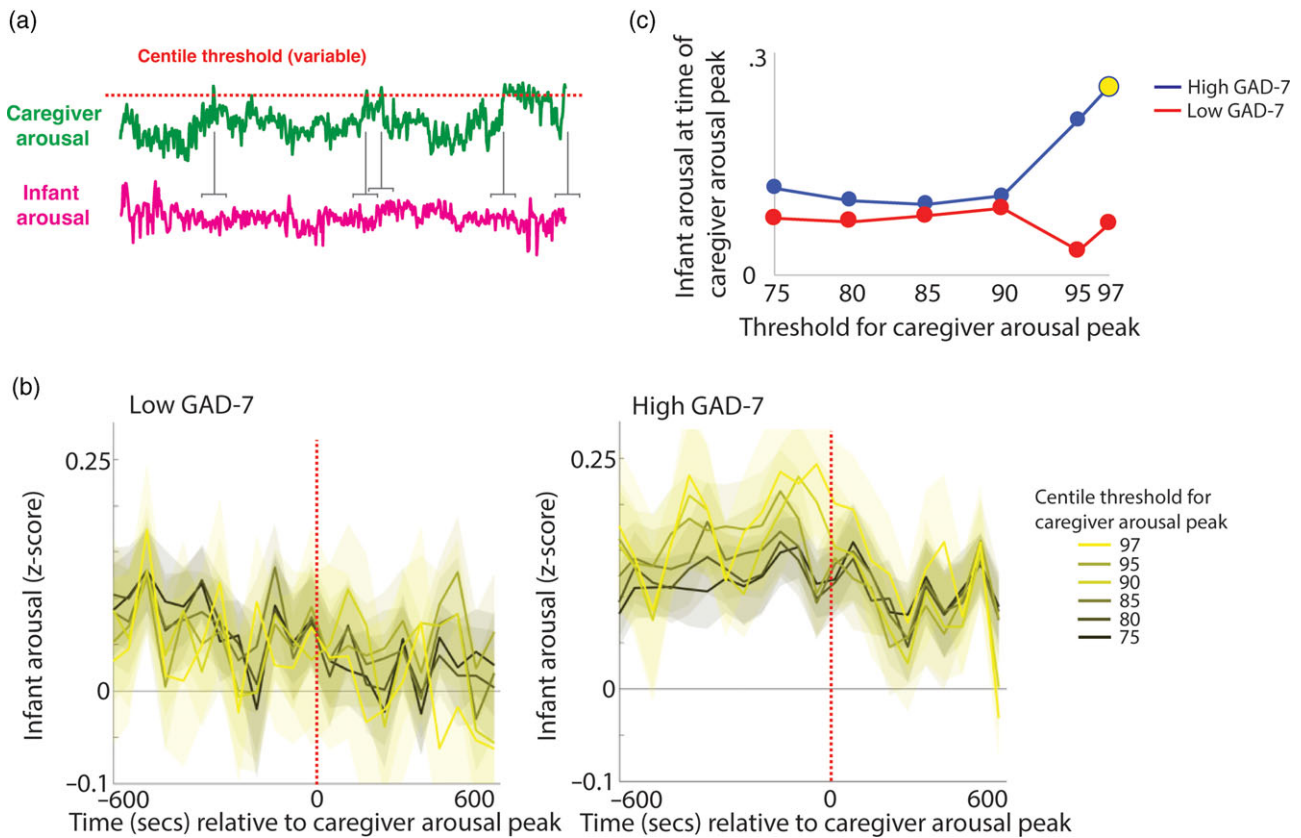 (a)
Centile threshold (variable)
Caregiver
arousal
Infant
arousal
(c)
Infant arousal at time of
caregiver arousal peak
.3
0
75
80
85
90
95 97
Threshold for caregiver arousal peak
High GAD-7
Low GAD-7
(b)
Low GAD-7
Infant arousal (z-score)
0.25
0
−0.1
−600
0
600
Time (secs) relative to caregiver arousal peak
High GAD-7
Infant arousal (z-score)
0.25
0
−0.1
−600
0
600
Time (secs) relative to caregiver arousal peak
Centile threshold for
caregiver arousal peak
97
95
90
85
80
75